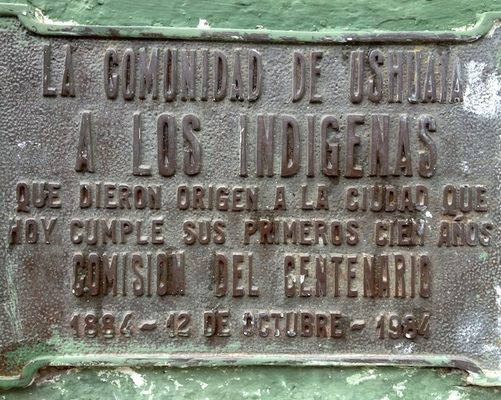 LA COMUNIDAD DE USHUAIA
A LOS INDIGENAS
QUE DIERON ORIGEN A LA CIUDAD QUE
HOY CUMPLE SUS PRIMEROS CIEN AÑOS
COMISION DEL CENTENARIO
1884 - 12 DE OCTUBRE - 1984